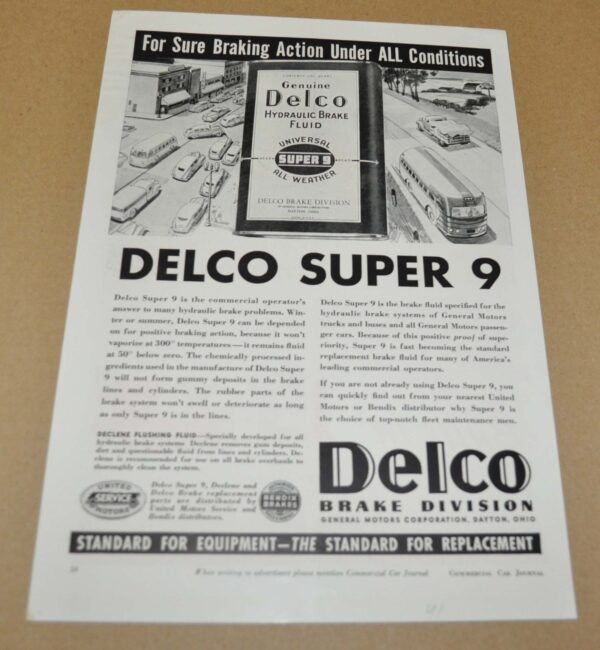 For Sure Braking Action Under ALL Conditions
Genuine
Delco
HYDRAULIC BRAKE
FLUID
UNIVERSAL
SUPER 9
ALL WEATHER
DELCO BRAKE DIVISION
DAYTON, OHIO
DELCO SUPER 9
Delco Super 9 is the commercial operator's
answer to many hydraulic brake problems. Win-
ter or summer, Delco Super 9 can be depended
on for positive braking action, because it won't
vaporize at 300° temperatures—it remains fluid
at 50° below zero. The chemically processed in-
gredients used in the manufacture of Delco Super
9 will not form gummy deposits in the brake
lines and cylinders. The rubber parts of the
brake system won't swell or deteriorate as long
as only Super 9 is in the lines.
DECLENE FLUSHING FLUID—Specially developed for all
hydraulic brake systems Declene removes gum deposits,
dirt and questionable fluid from lines and cylinders. De-
clene is recommended for use on all brake overhauls to
thoroughly clean the system.
UNITED
SERVICE
MOTORS
Delco Super 9, Declene and
Delco Brake replacement
parts are distributed by
United Motors Service and
Bendix distributors.
BENDIX
BRAKES
Delco Super 9 is the brake fluid specified for the
hydraulic brake systems of General Motors
trucks and buses and all General Motors passen-
ger cars. Because of this positive proof of supe-
riority, Super 9 is fast becoming the standard
replacement brake fluid for many of America's
leading commercial operators.
If you are not already using Delco Super 9, you
can quickly find out from your nearest United
Motors or Bendix distributor why Super 9 is
the choice of top-notch fleet maintenance men.
Delco
BRAKE DIVISION
GENERAL MOTORS CORPORATION, DAYTON, OHIO
STANDARD FOR EQUIPMENT—THE STANDARD FOR REPLACEMENT
When writing to advertisers please mention Commercial Car Journal
COMMERCIAL CAR JOURNAL